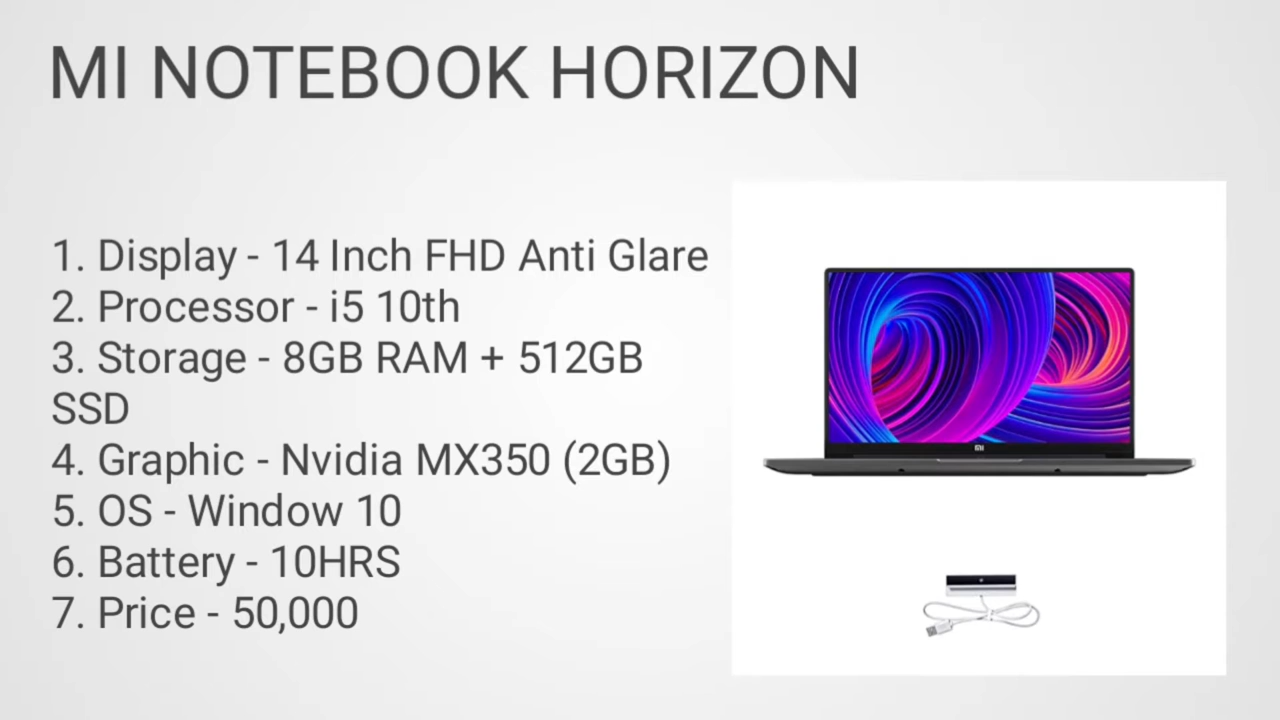 MI NOTEBOOK HORIZON
1. Display - 14 Inch FHD Anti Glare
2. Processor - i5 10th
3. Storage - 8GB RAM + 512GB
SSD
4. Graphic - Nvidia MX350 (2GB)
5. OS - Window 10
6. Battery - 10HRS
7. Price - 50,000
mi